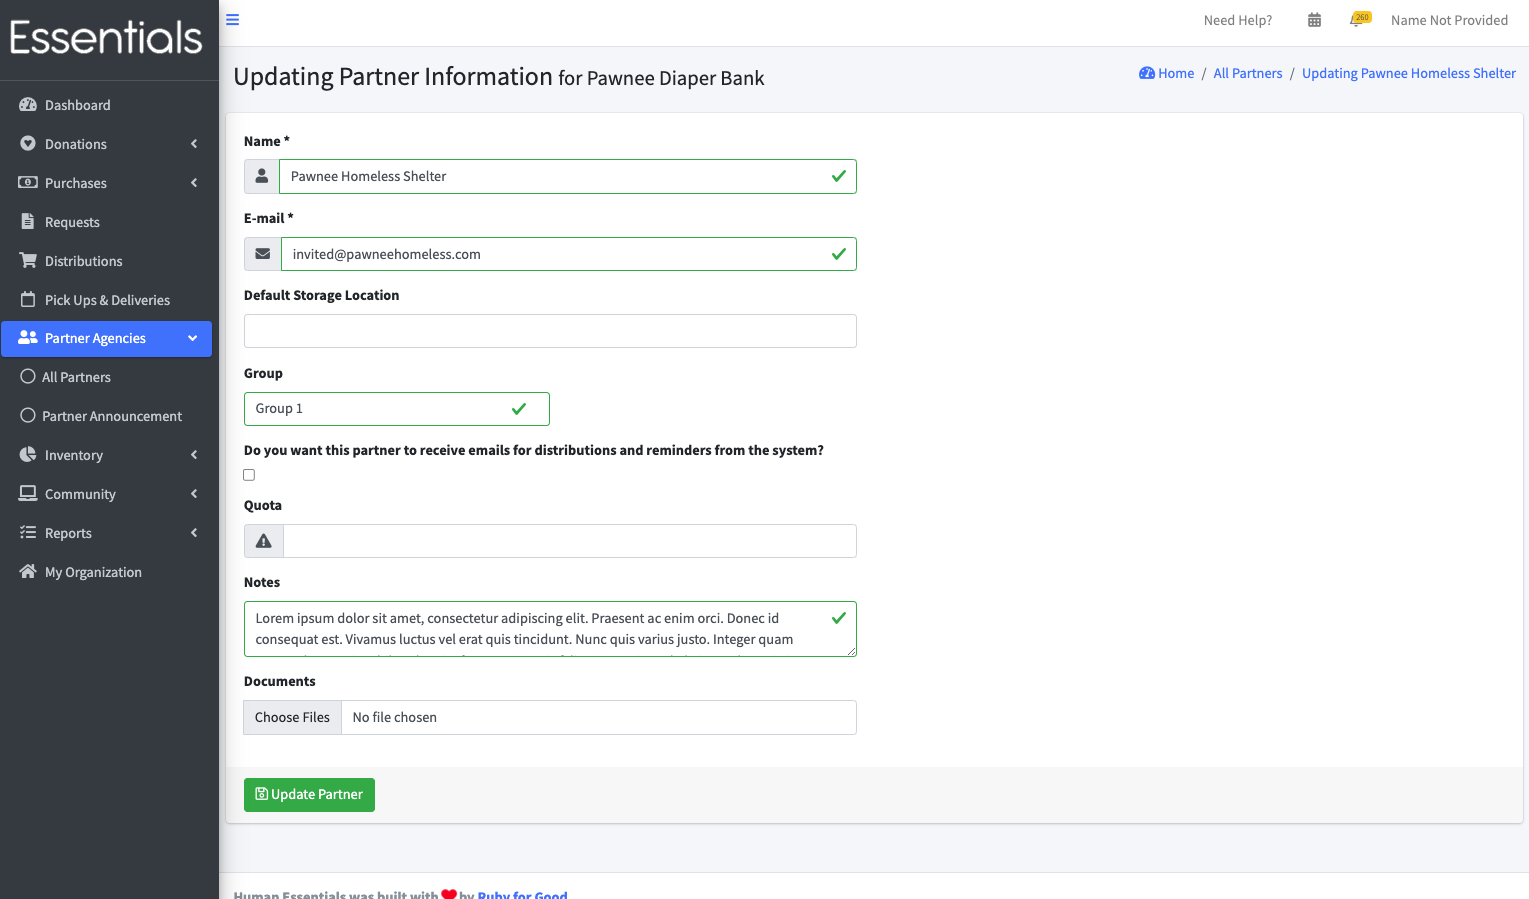 Essentials
Need Help?
260
Name Not Provided
Updating Partner Information for Pawnee Diaper Bank
Home / All Partners / Updating Pawnee Homeless Shelter
Dashboard
Donations
Purchases
Requests
Distributions
Pick Ups & Deliveries
Partner Agencies
All Partners
Partner Announcement
Inventory
Community
Reports
My Organization
Name *
Pawnee Homeless Shelter
E-mail *
invited@pawneehomeless.com
Default Storage Location
Group
Group 1
Do you want this partner to receive emails for distributions and reminders from the system?
Quota
Notes
Lorem ipsum dolor sit amet, consectetur adipiscing elit. Praesent ac enim orci. Donec id
consequat est. Vivamus luctus vel erat quis tincidunt. Nunc quis varius justo. Integer quam
Documents
Choose Files No file chosen
Update Partner
Human Essentials was built with by Ruby for Good